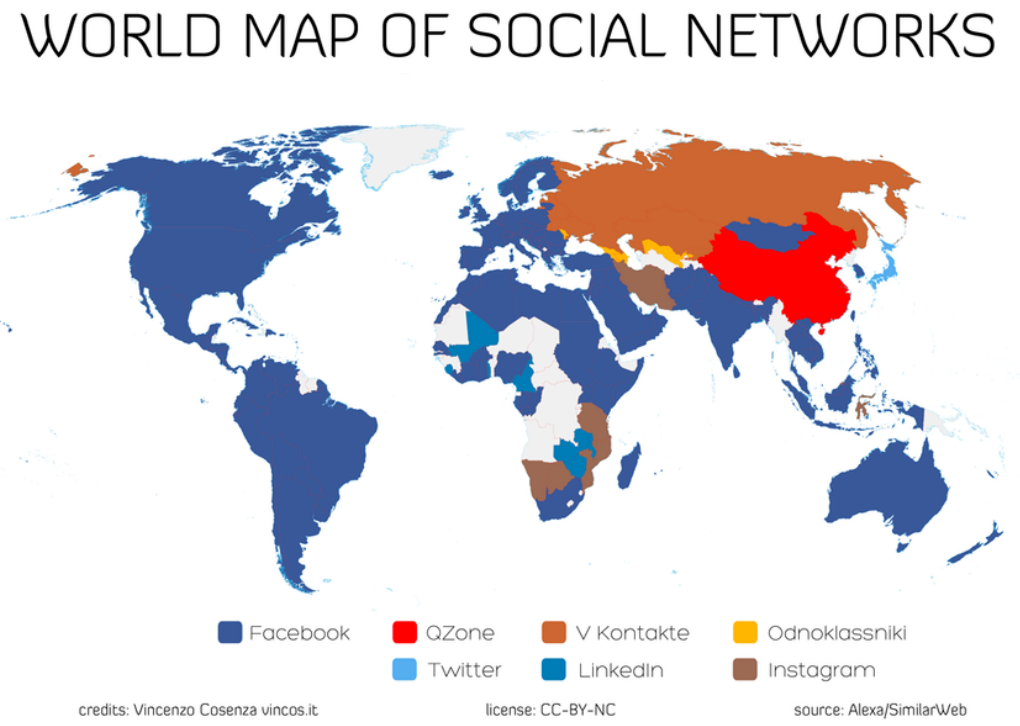 WORLD MAP OF SOCIAL NETWORKS
Facebook QZone V Kontakte Odnoklassniki
Twitter LinkedIn Instagram
credits: Vincenzo Cosenza vincos.it license: CC-BY-NC source: Alexa/SimilarWeb